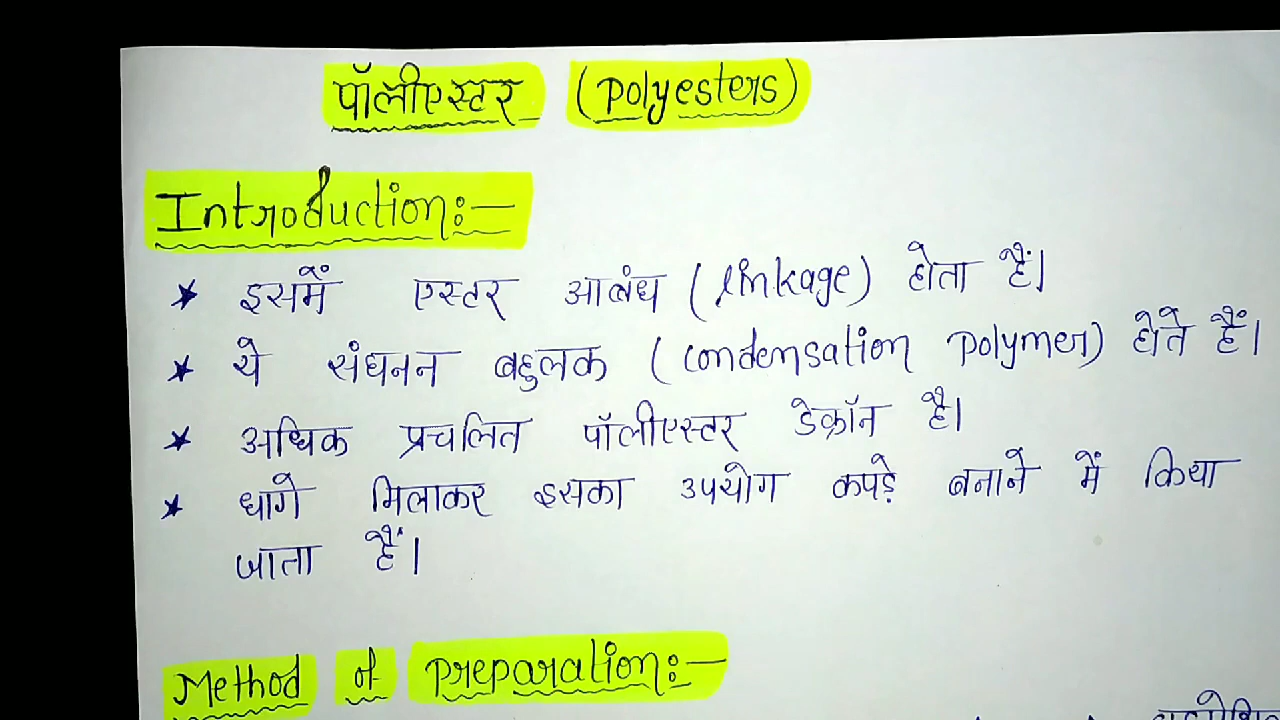 पॉलीएस्टर (Polyesters)
Introduction:—
* इसमें एस्टर आबंध (linkage) होता हैं।
* ये संघनन बहुलक (Condensation Polymer) होते हैं।
* अधिक प्रचलित पॉलीएस्टर डेक्रॉन है।
* धागे मिलाकर इसका उपयोग कपड़े बनाने में किया
जाता हैं।
Method of Preparation:—